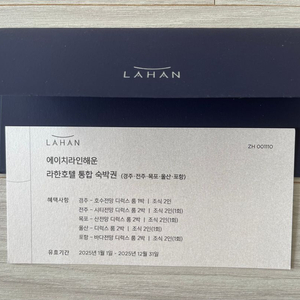 LAHAN
LAHAN
ZH 001110
에이치라인해운
라한호텔 통합 숙박권 (경주·전주·목포·울산·포항)
혜택사항
경주 - 호수전망 디럭스 룸 1박 | 조식 2인
전주 - 시티전망 디럭스 룸 1박 | 조식 2인(1회)
목포 - 신전망 디럭스 룸 1박 | 조식 2인(1회)
울산 - 디럭스 룸 2박 | 조식 2인(1회)
포항 - 바다전망 디럭스 룸 1박 | 조식 2인(1회)
유효기간
2025년 1월 1일 - 2025년 12월 31일